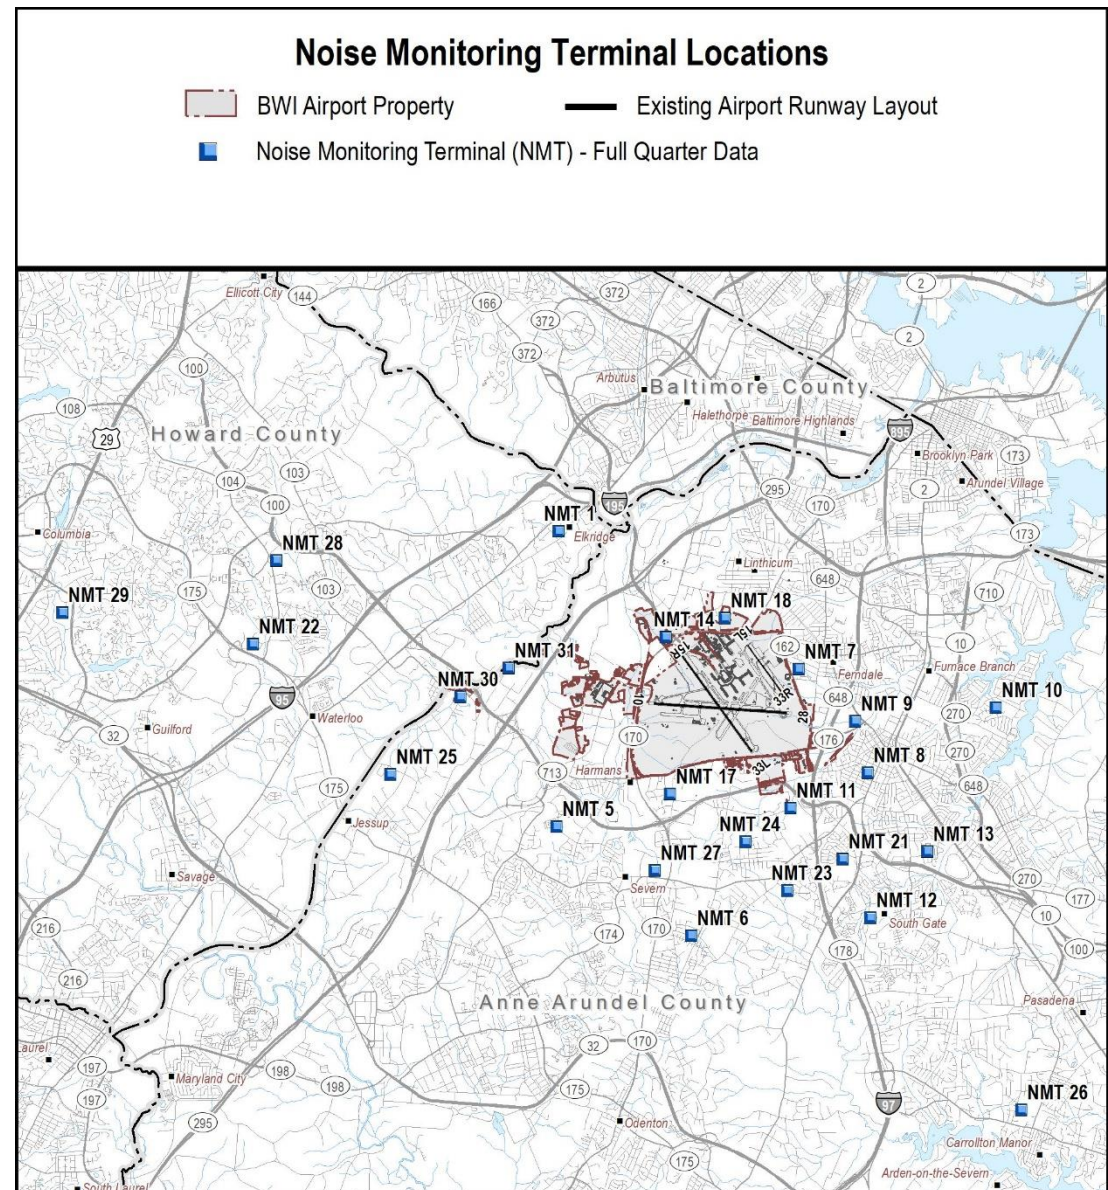 Noise Monitoring Terminal Locations
BWI Airport Property
Existing Airport Runway Layout
Noise Monitoring Terminal (NMT) - Full Quarter Data
Ellicott City
144
166
372
2
372
372
2
100
Arbutus
Baltimore County
108
Halethorpe
Baltimore Highlands
29
Howard County
895
Brooklyn Park
173
103
104
295
2
Arundel Village
100
195
170
NMT 1
Elkridge
173
Columbia
NMT 28
Linthicum
648
175
103
710
NMT 29
NMT 18
NMT 14
15L
10
NMT 22
15R
162
NMT 31
NMT 7
Ferndale
Furnace Branch
NMT 30
33R
648
95
10
28
NMT 9
NMT 10
270
Waterloo
Guilford
32
170
176
270
NMT 25
Harmans
33L
NMT 8
713
NMT 17
648
175
NMT 11
Jessup
NMT 5
NMT 24
NMT 21
NMT 13
Savage
NMT 27
Severn
NMT 23
270
177
NMT 12
10
216
174
170
NMT 6
South Gate
100
178
216
Anne Arundel County
Pasadena
Laurel
32
170
197
198
198
Maryland City
175
197
97
NMT 26
295
Odenton
Carrollton Manor
175
Arden-on-the-Severn
South Laurel